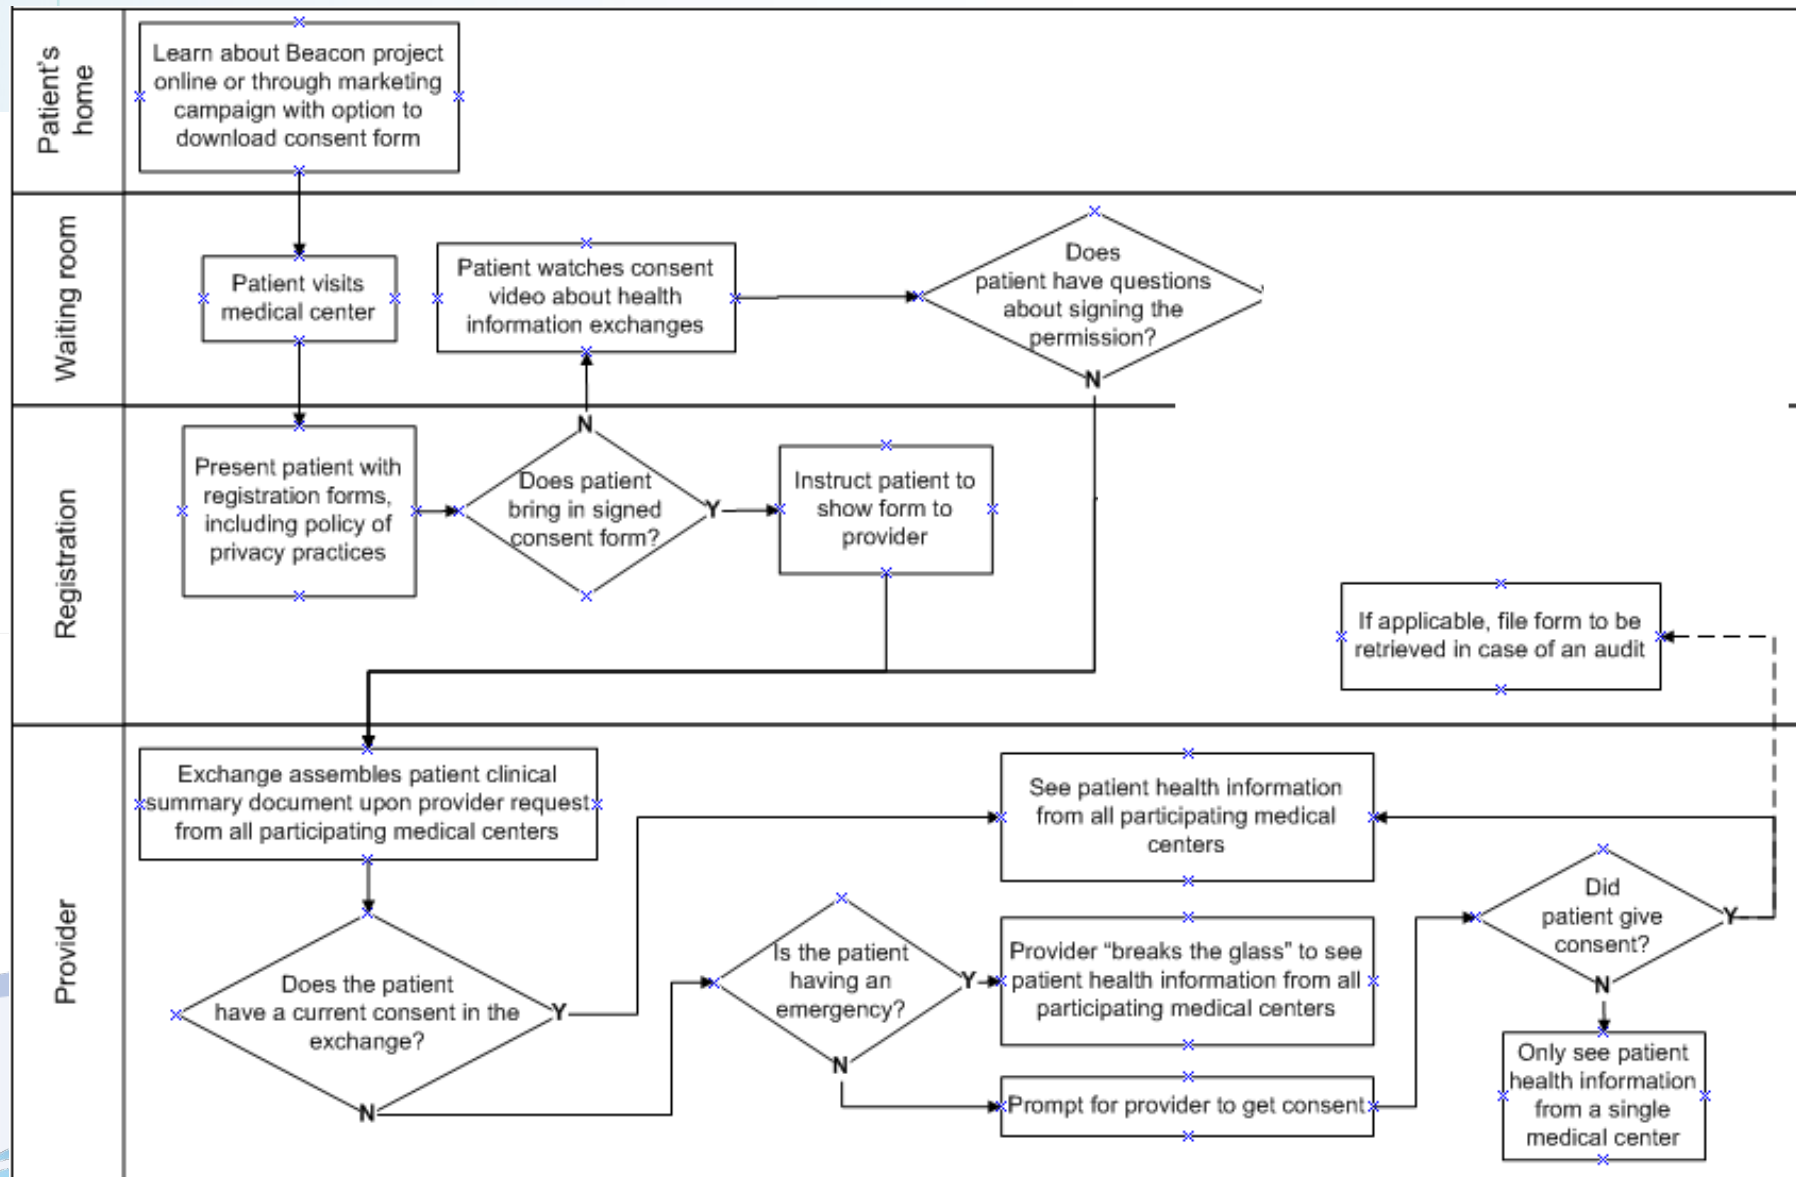 Patient's
home
Learn about Beacon project
online or through marketing
campaign with option to
download consent form
Waiting room
Patient visits
medical center
Patient watches consent
video about health
information exchanges
Does
patient have questions
about signing the
permission?
N
Registration
Present patient with
registration forms,
including policy of
privacy practices
N
Does patient
bring in signed
consent form?
Y
Instruct patient to
show form to
provider
If applicable, file form to be
retrieved in case of an audit
Provider
Exchange assembles patient clinical
summary document upon provider request
from all participating medical centers
Does the patient
have a current consent in the
exchange?
Y
N
Is the patient
having an
emergency?
Y
N
See patient health information
from all participating medical
centers
Provider “breaks the glass” to see
patient health information from all
participating medical centers
Prompt for provider to get consent
Did
patient give
consent?
Y
N
Only see patient
health information
from a single
medical center